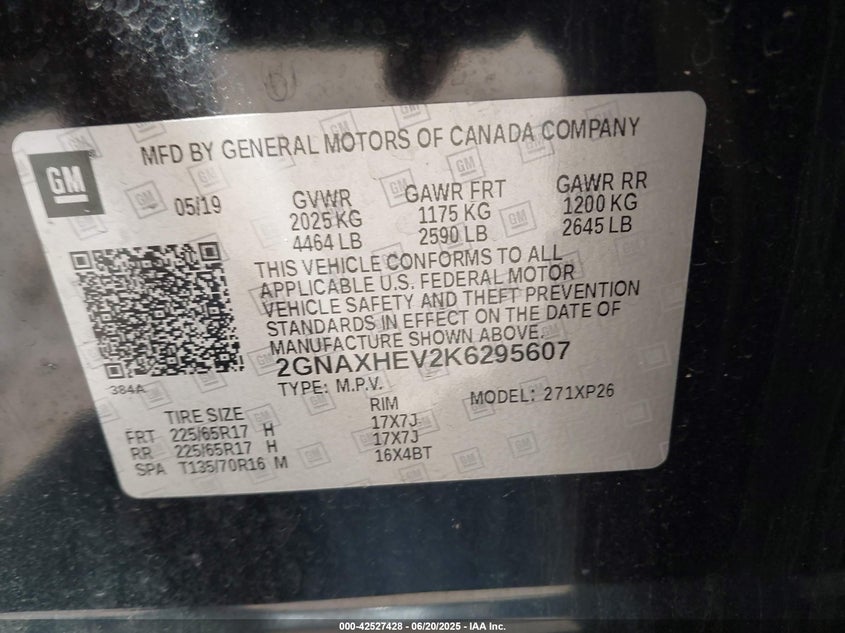 MFD BY GENERAL MOTORS OF CANADA COMPANY
GM
05/19
GVWR
2025 KG
4464 LB
GAWR FRT
1175 KG
2590 LB
GAWR RR
1200 KG
2645 LB
THIS VEHICLE CONFORMS TO ALL
APPLICABLE U.S. FEDERAL MOTOR
VEHICLE SAFETY AND THEFT PREVENTION
STANDARDS IN EFFECT ON THE DATE OF
MANUFACTURE SHOWN ABOVE.
2GNAXHEV2K6295607
384A
TYPE: M.P.V.
MODEL: 271XP26
TIRE SIZE RIM
FRT 225/65R17 H 17X7J
RR 225/65R17 H 17X7J
SPA T135/70R16 M 16X4BT
000-42527428 - 06/20/2025 - IAA Inc.